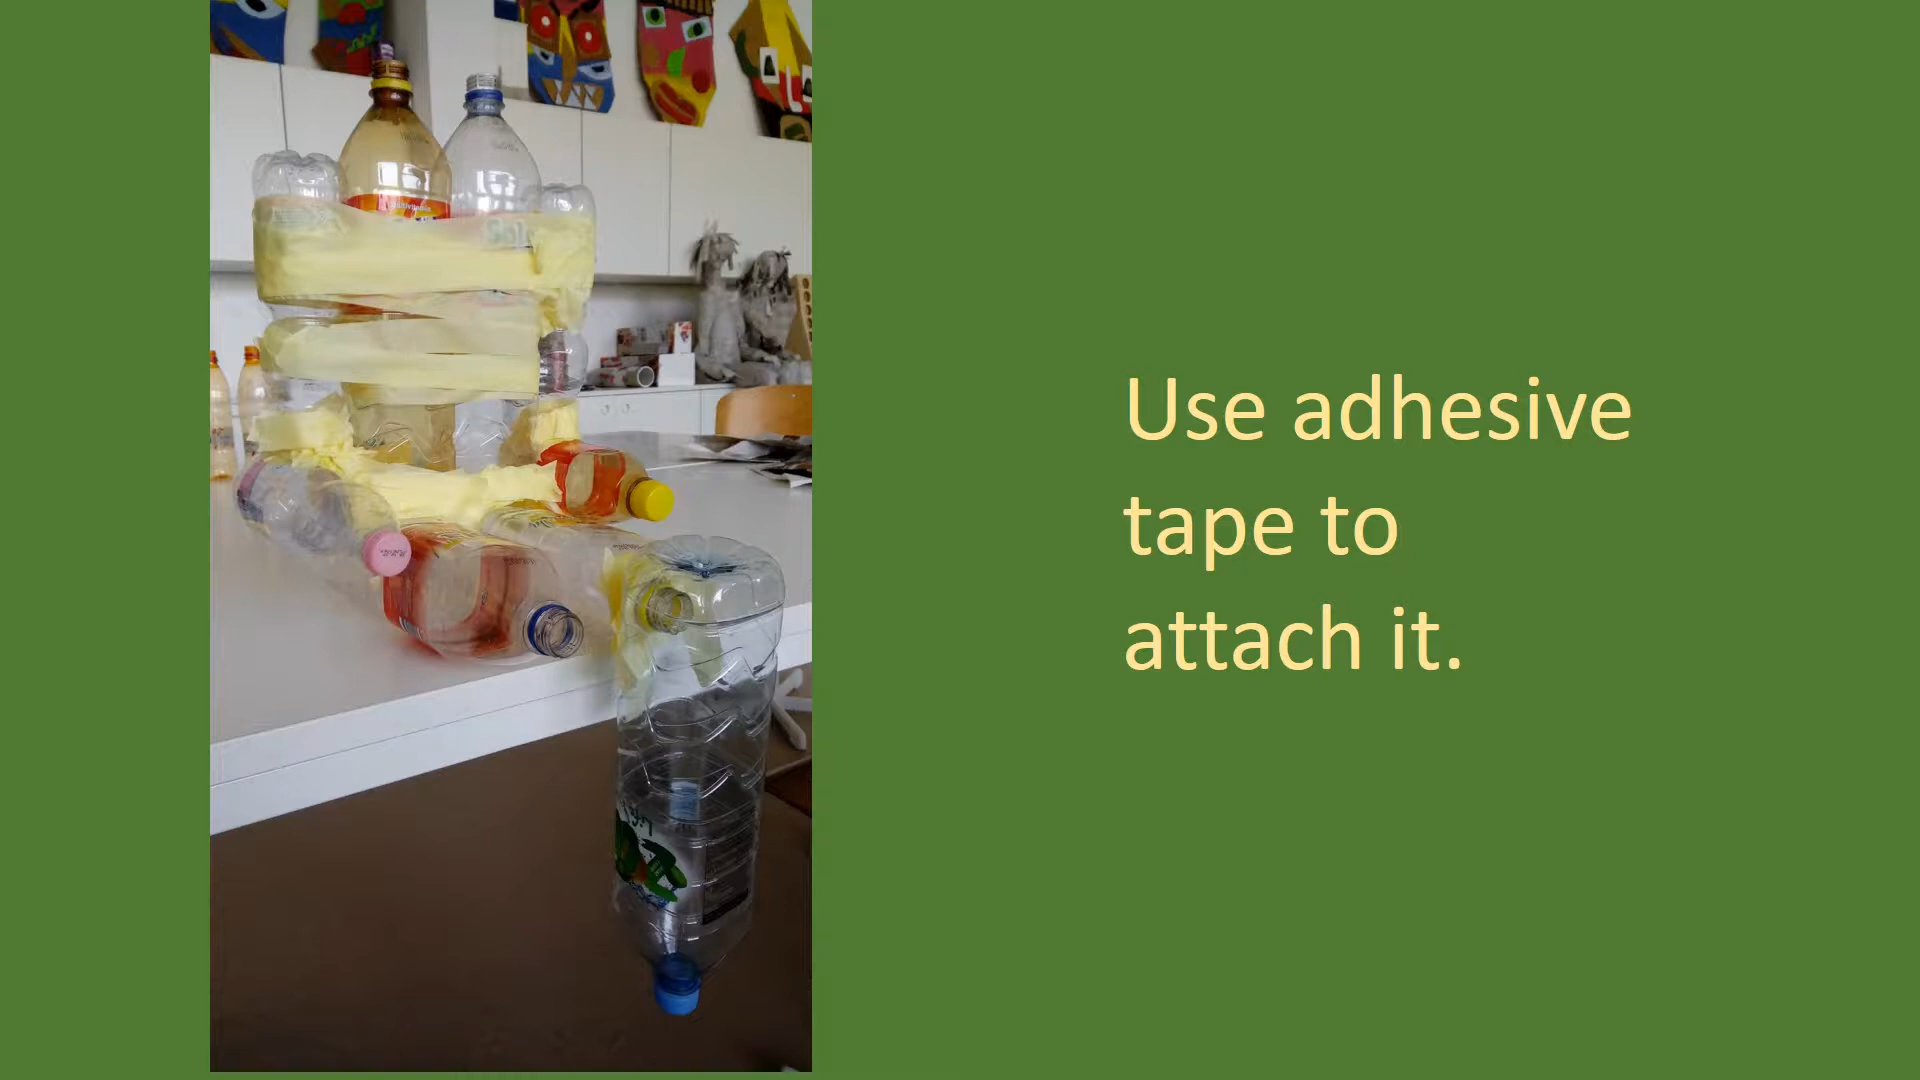 Use adhesive
tape to
attach it.